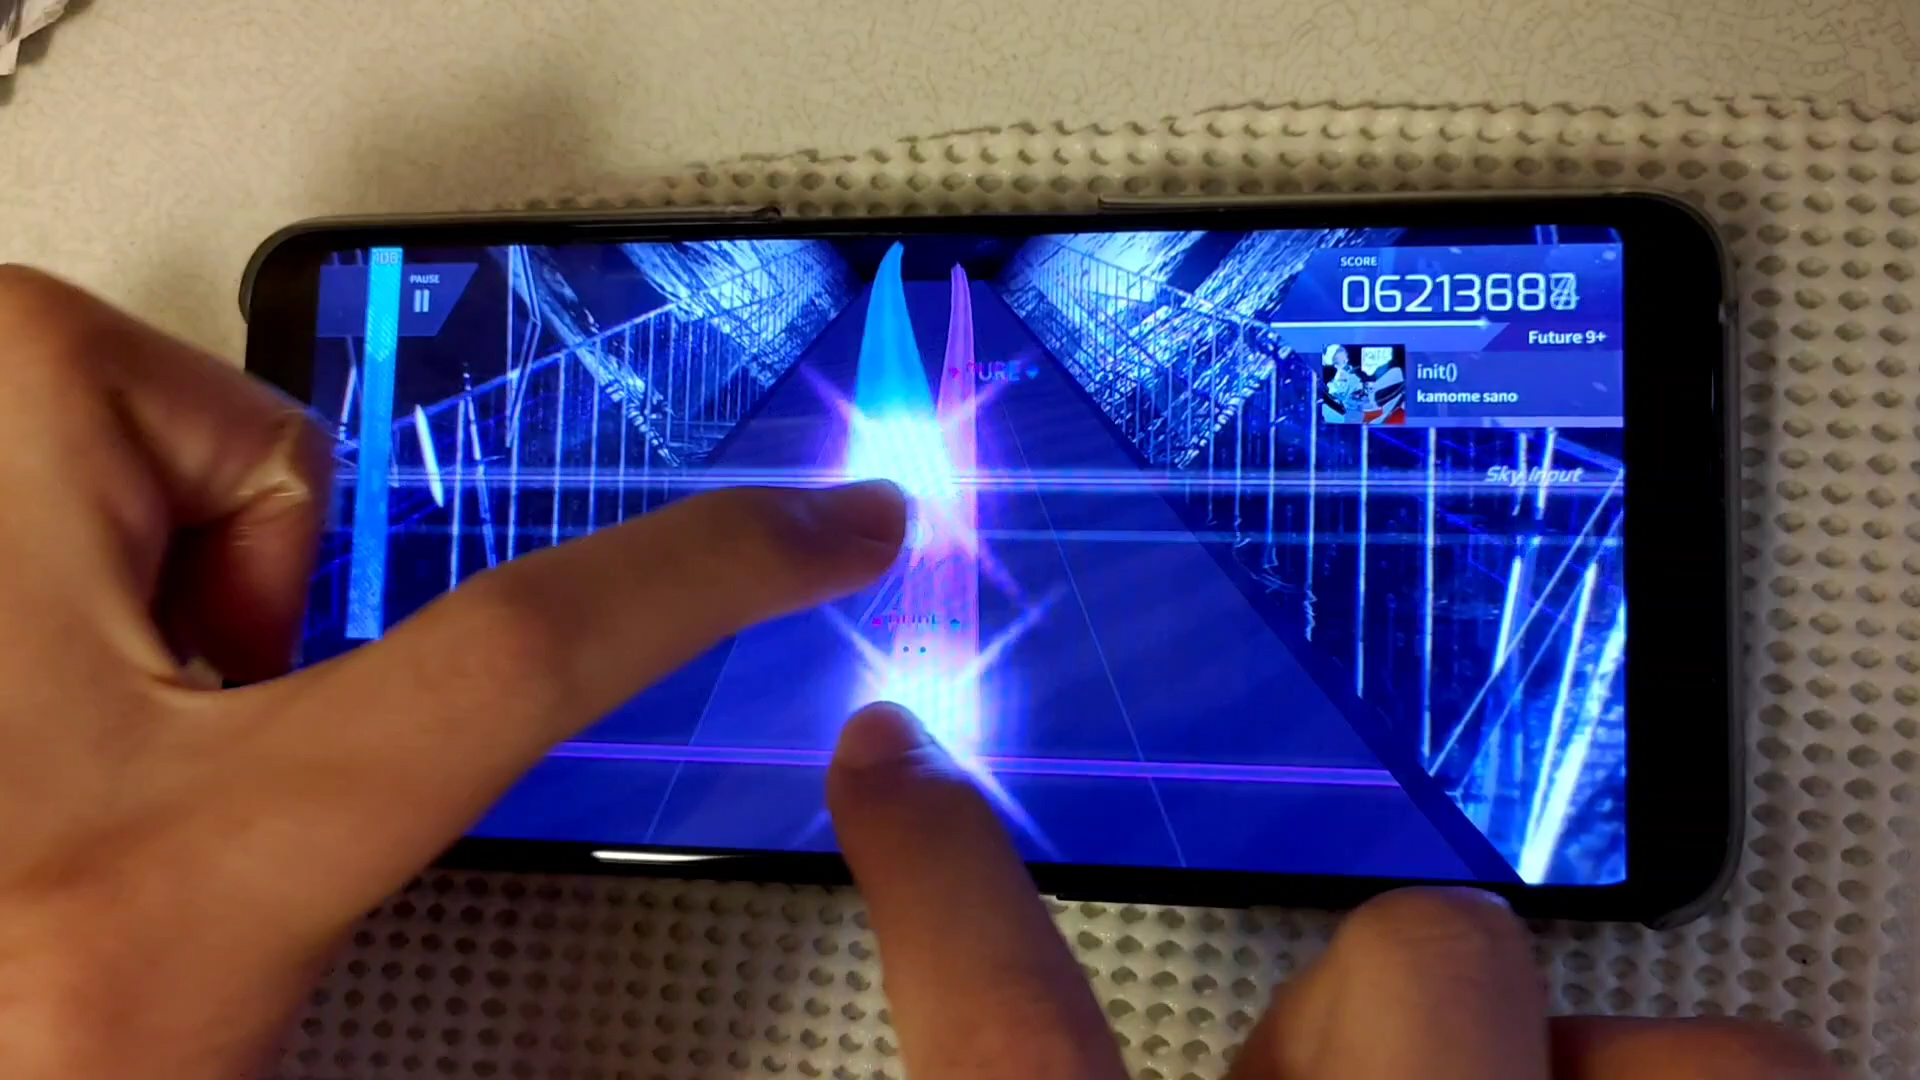 PAUSE
SCORE
Future 9+
init()
kamome sano
PURE
Sky Input